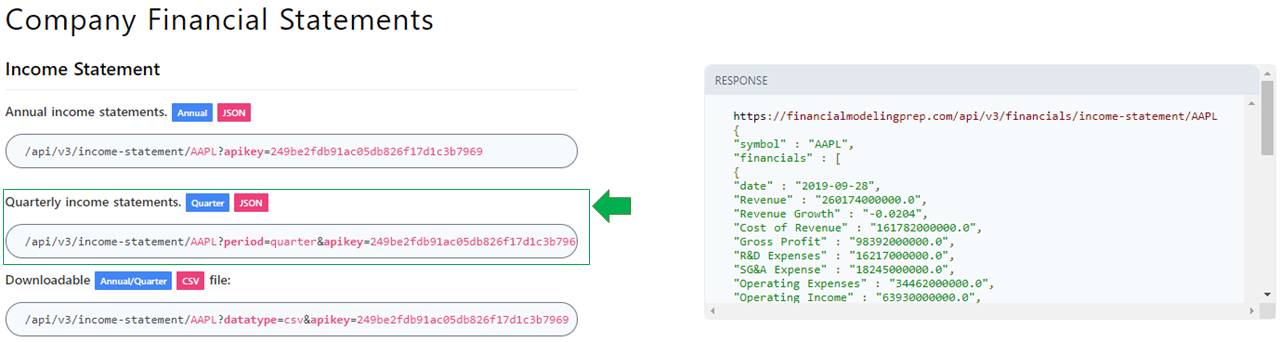 Company Financial Statements
Income Statement
Annual income statements. Annual JSON
/api/v3/income-statement/AAPL?apikey=249be2fdb91ac05db826f17d1c3b7969
Quarterly income statements. Quarter JSON
/api/v3/income-statement/AAPL?period=quarter&apikey=249be2fdb91ac05db826f17d1c3b796
Downloadable Annual/Quarter CSV file:
/api/v3/income-statement/AAPL?datatype=csv&apikey=249be2fdb91ac05db826f17d1c3b7969
RESPONSE
https://financialmodelingprep.com/api/v3/financials/income-statement/AAPL
{
"symbol" : "AAPL",
"financials" : [
{
"date" : "2019-09-28",
"Revenue" : "260174000000.0",
"Revenue Growth" : "-0.0204",
"Cost of Revenue" : "161782000000.0",
"Gross Profit" : "98392000000.0",
"R&D Expenses" : "16217000000.0",
"SG&A Expense" : "18245000000.0",
"Operating Expenses" : "34462000000.0",
"Operating Income" : "63930000000.0",